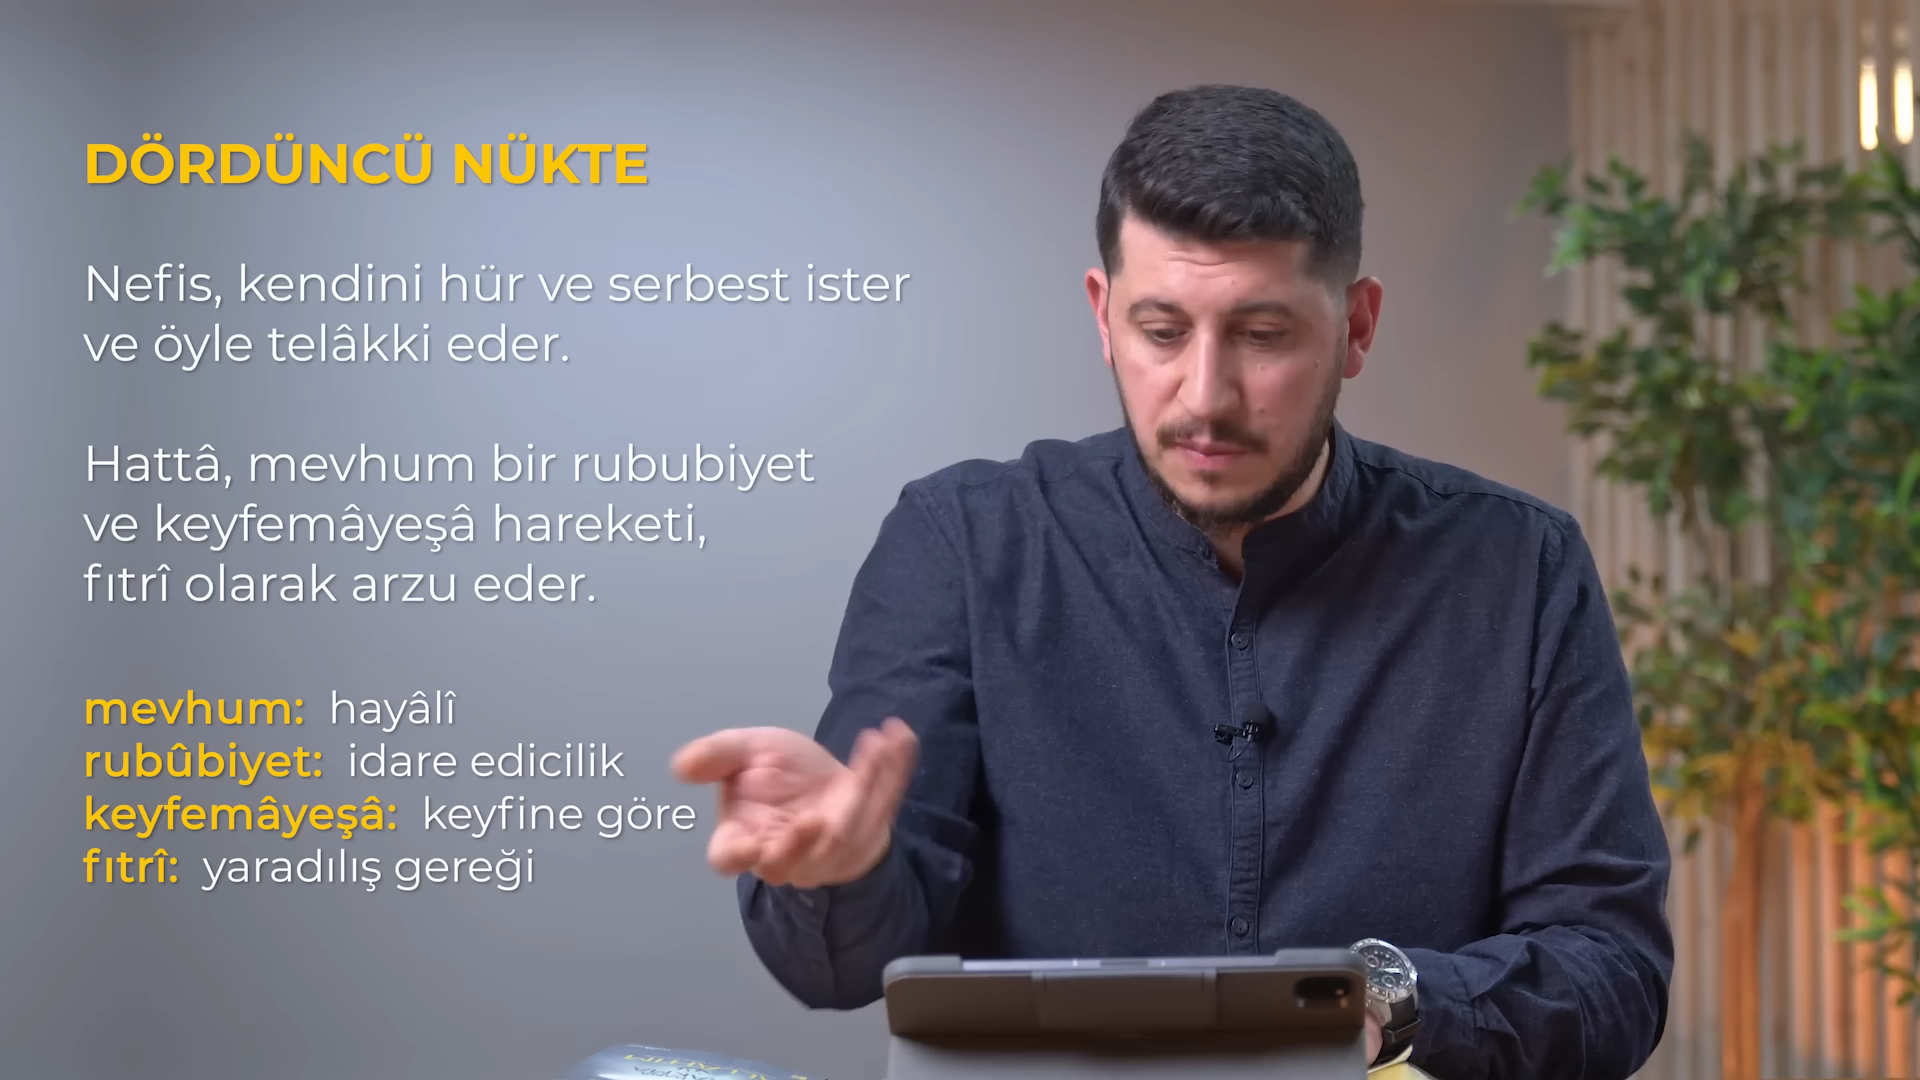 DÖRDÜNCÜ NÜKTE
Nefis, kendini hür ve serbest ister
ve öyle telâkki eder.
Hattâ, mevhum bir rububiyet
ve keyfemâyeşâ hareketi,
fıtrî olarak arzu eder.
mevhum: hayâlî
rubûbiyet: idare edicilik
keyfemâyeşâ: keyfine göre
fıtrî: yaradılış gereği